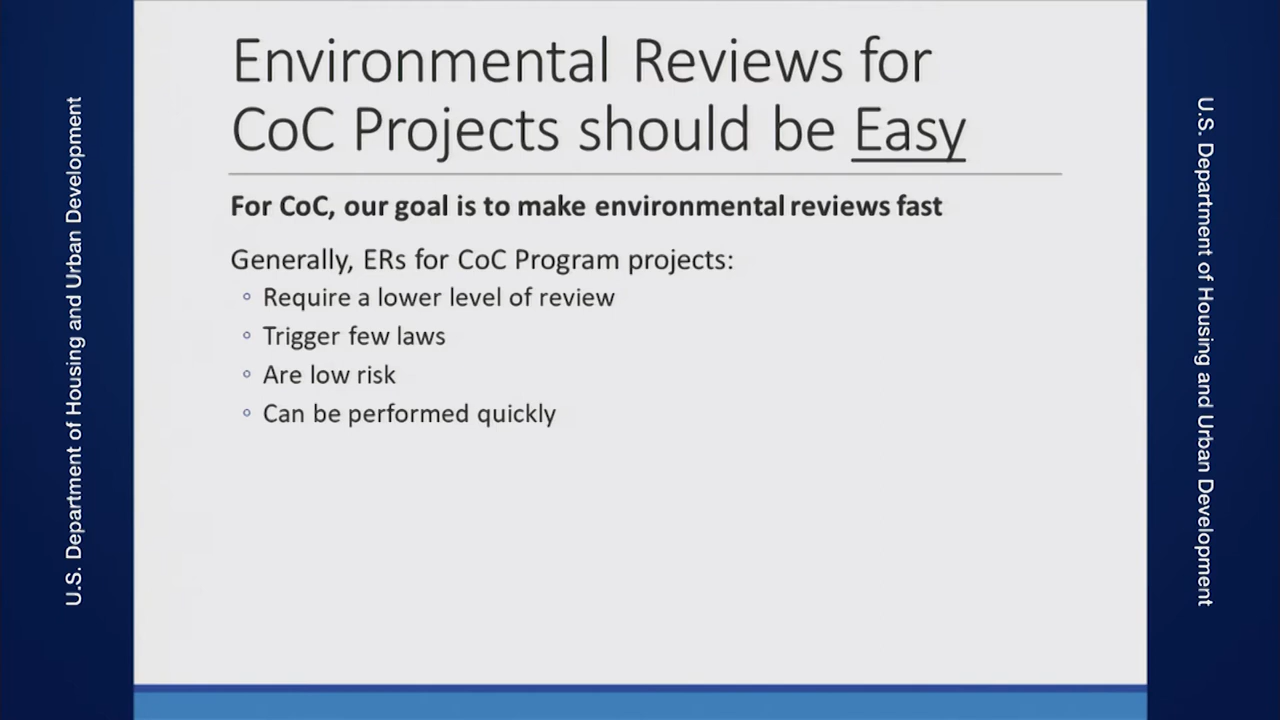 Environmental Reviews for
CoC Projects should be Easy
For CoC, our goal is to make environmental reviews fast
Generally, ERs for CoC Program projects:
◦ Require a lower level of review
◦ Trigger few laws
◦ Are low risk
◦ Can be performed quickly
U.S. Department of Housing and Urban Development
U.S. Department of Housing and Urban Development